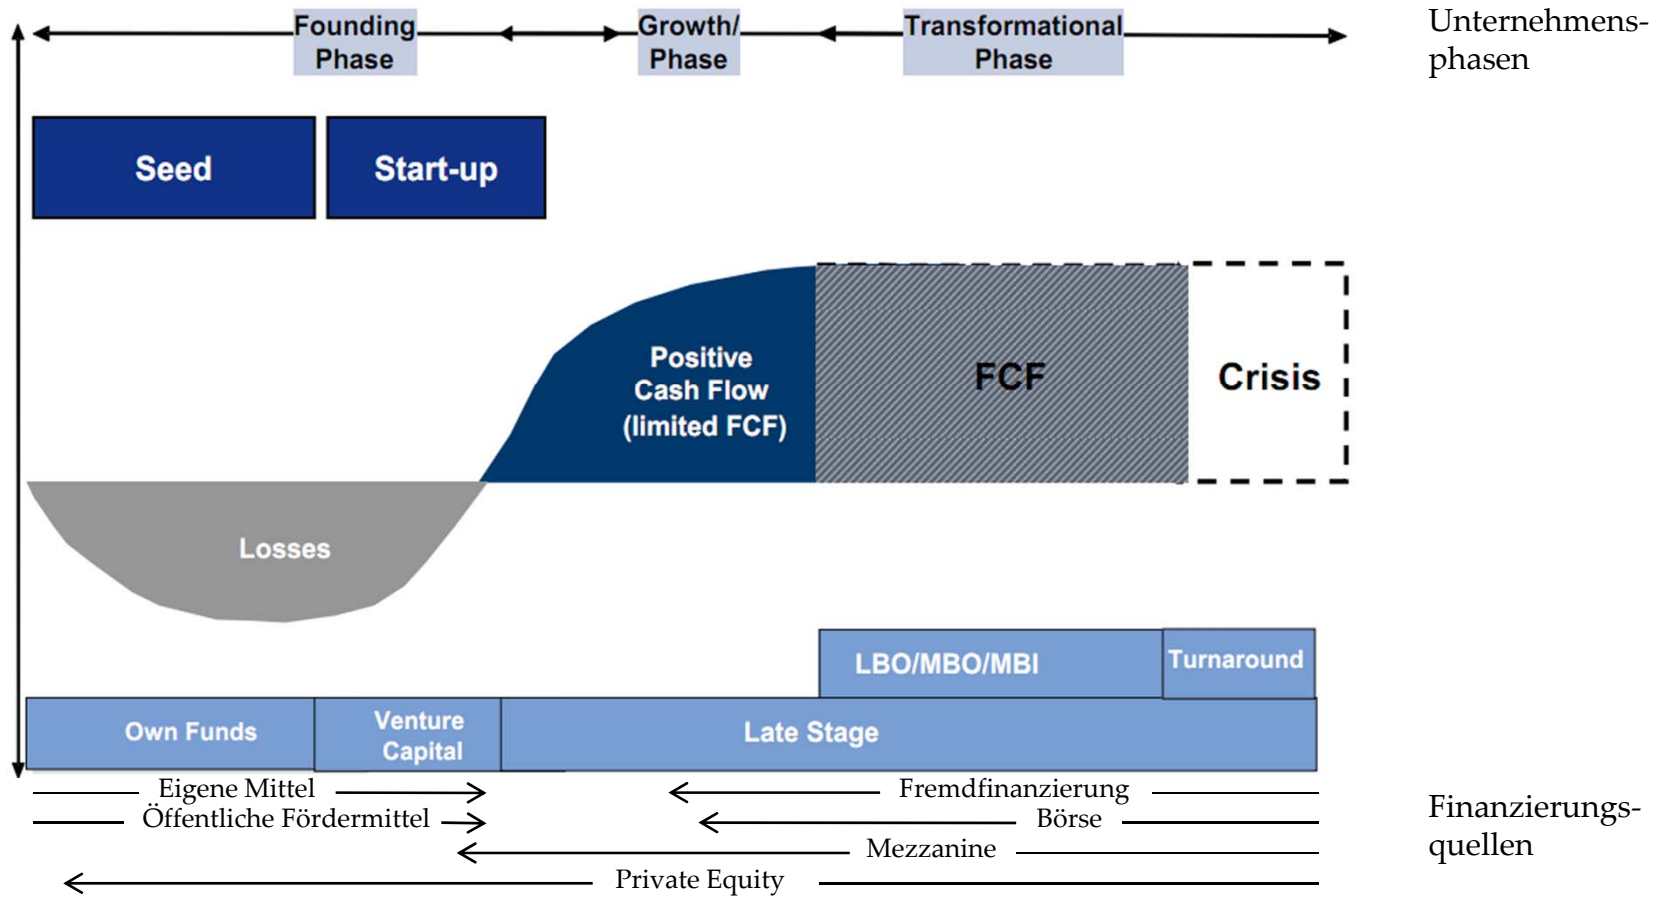 Founding
Phase
Growth/
Phase
Transformational
Phase
Unternehmens-
phasen
Seed
Start-up
Positive
Cash Flow
(limited FCF)
FCF
Crisis
Losses
LBO/MBO/MBI
Turnaround
Own Funds
Venture
Capital
Late Stage
Eigene Mittel
Fremdfinanzierung
Öffentliche Fördermittel
Börse
Mezzanine
Private Equity
Finanzierungs-
quellen